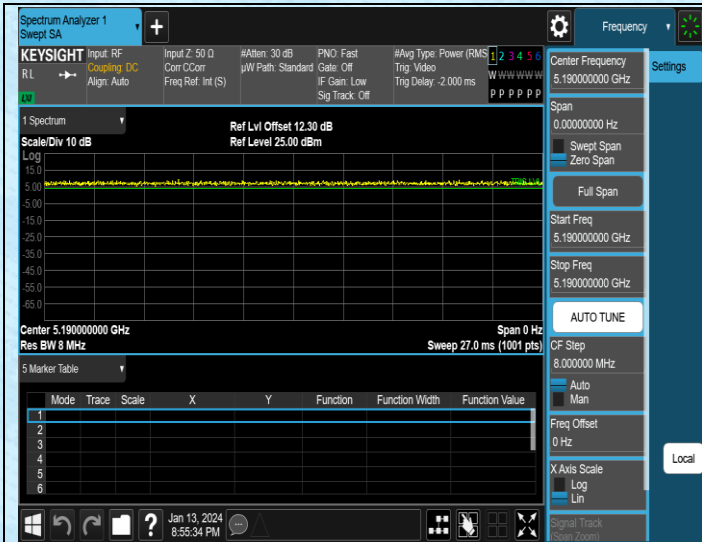 Spectrum Analyzer 1
Swept SA
+
Frequency
KEYSIGHT
RL
LXI
Input: RF
Coupling: DC
Align: Auto
Input Z: 50 Ω
Corr CCorr
Freq Ref: Int (S)
#Atten: 30 dB
µW Path: Standard
PNO: Fast
Gate: Off
IF Gain: Low
Sig Track: Off
#Avg Type: Power (RMS
Trig: Video
Trig Delay: -2.000 ms
1 2 3 4 5 6
W W W W W W
P P P P P P
1 Spectrum
Scale/Div 10 dB
Ref Lvl Offset 12.30 dB
Ref Level 25.00 dBm
Log
15.0
5.00
-5.00
-15.0
-25.0
-35.0
-45.0
-55.0
-65.0
TRIG LVL
Center 5.190000000 GHz
Res BW 8 MHz
Span 0 Hz
Sweep 27.0 ms (1001 pts)
5 Marker Table
Mode Trace Scale X Y Function Function Width Function Value
1
2
3
4
5
6
Jan 13, 2024
8:55:34 PM
Center Frequency
5.190000000 GHz
Span
0.00000000 Hz
Swept Span
Zero Span
Full Span
Start Freq
5.190000000 GHz
Stop Freq
5.190000000 GHz
AUTO TUNE
CF Step
8.000000 MHz
Auto
Man
Freq Offset
0 Hz
X Axis Scale
Log
Lin
Signal Track
(Span Zoom)
Settings
Local